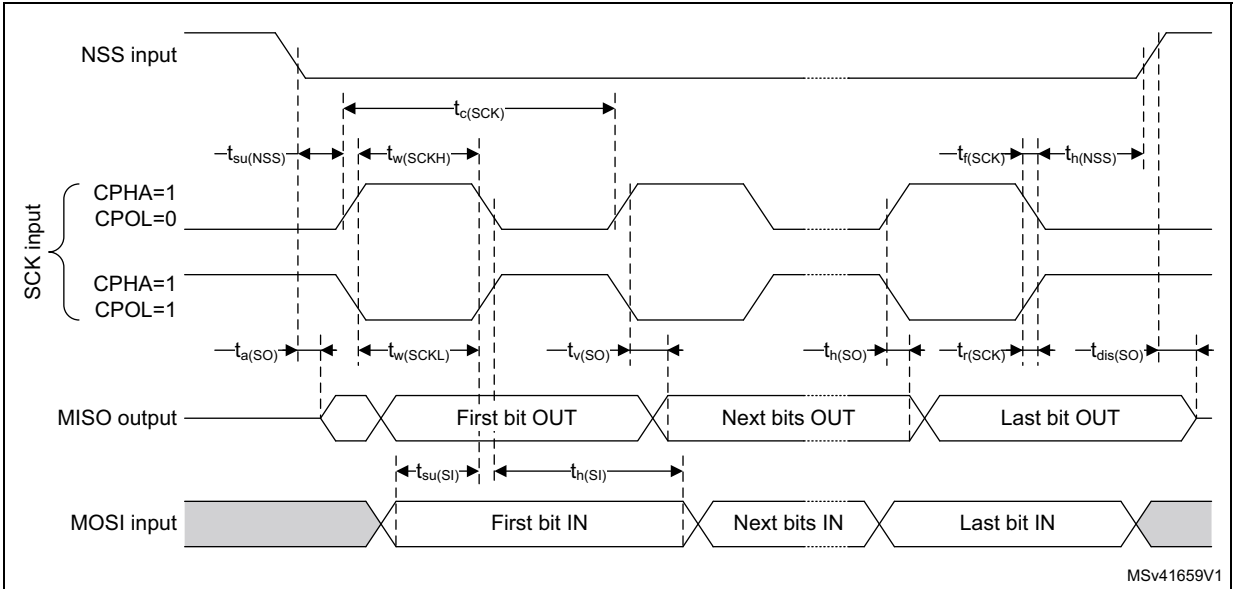 NSS input
tc(SCK)
tsu(NSS)
tw(SCKH)
tf(SCK)
th(NSS)
SCK input
CPHA=1
CPOL=0
CPHA=1
CPOL=1
ta(SO)
tw(SCKL)
tv(SO)
th(SO)
tr(SCK)
tdis(SO)
MISO output
First bit OUT
Next bits OUT
Last bit OUT
tsu(SI)
th(SI)
MOSI input
First bit IN
Next bits IN
Last bit IN
MSv41659V1